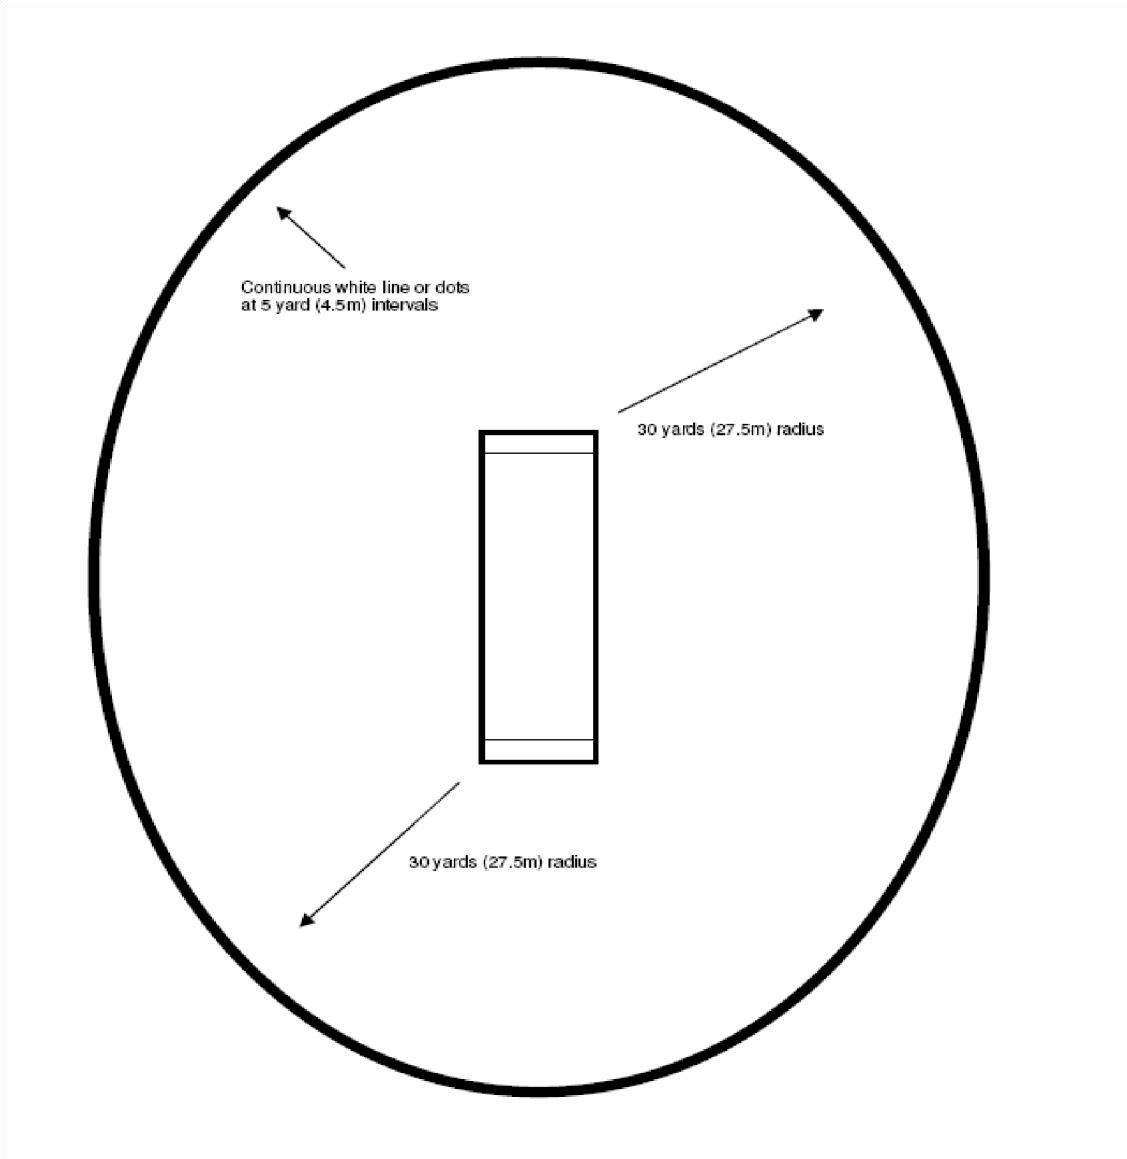 Continuous white line or dots
at 5 yard (4.5m) intervals
30 yards (27.5m) radius
30 yards (27.5m) radius